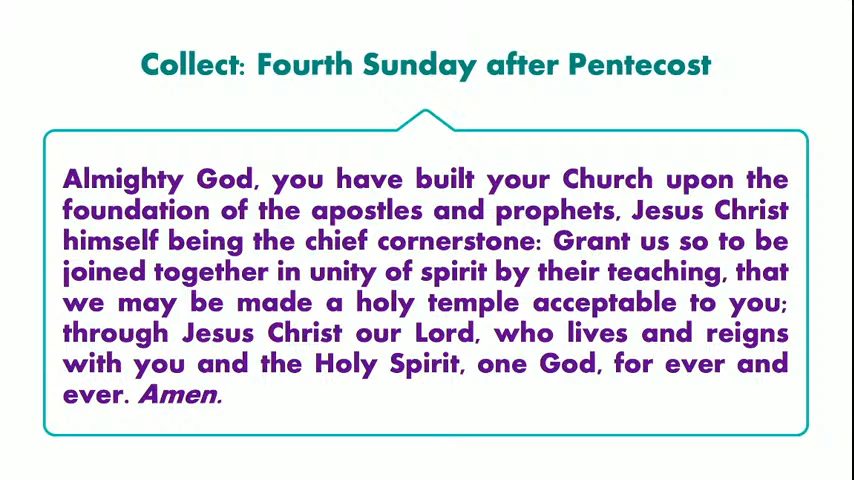 Collect: Fourth Sunday after Pentecost
Almighty God, you have built your Church upon the
foundation of the apostles and prophets, Jesus Christ
himself being the chief cornerstone: Grant us so to be
joined together in unity of spirit by their teaching, that
we may be made a holy temple acceptable to you;
through Jesus Christ our Lord, who lives and reigns
with you and the Holy Spirit, one God, for ever and
ever. Amen.